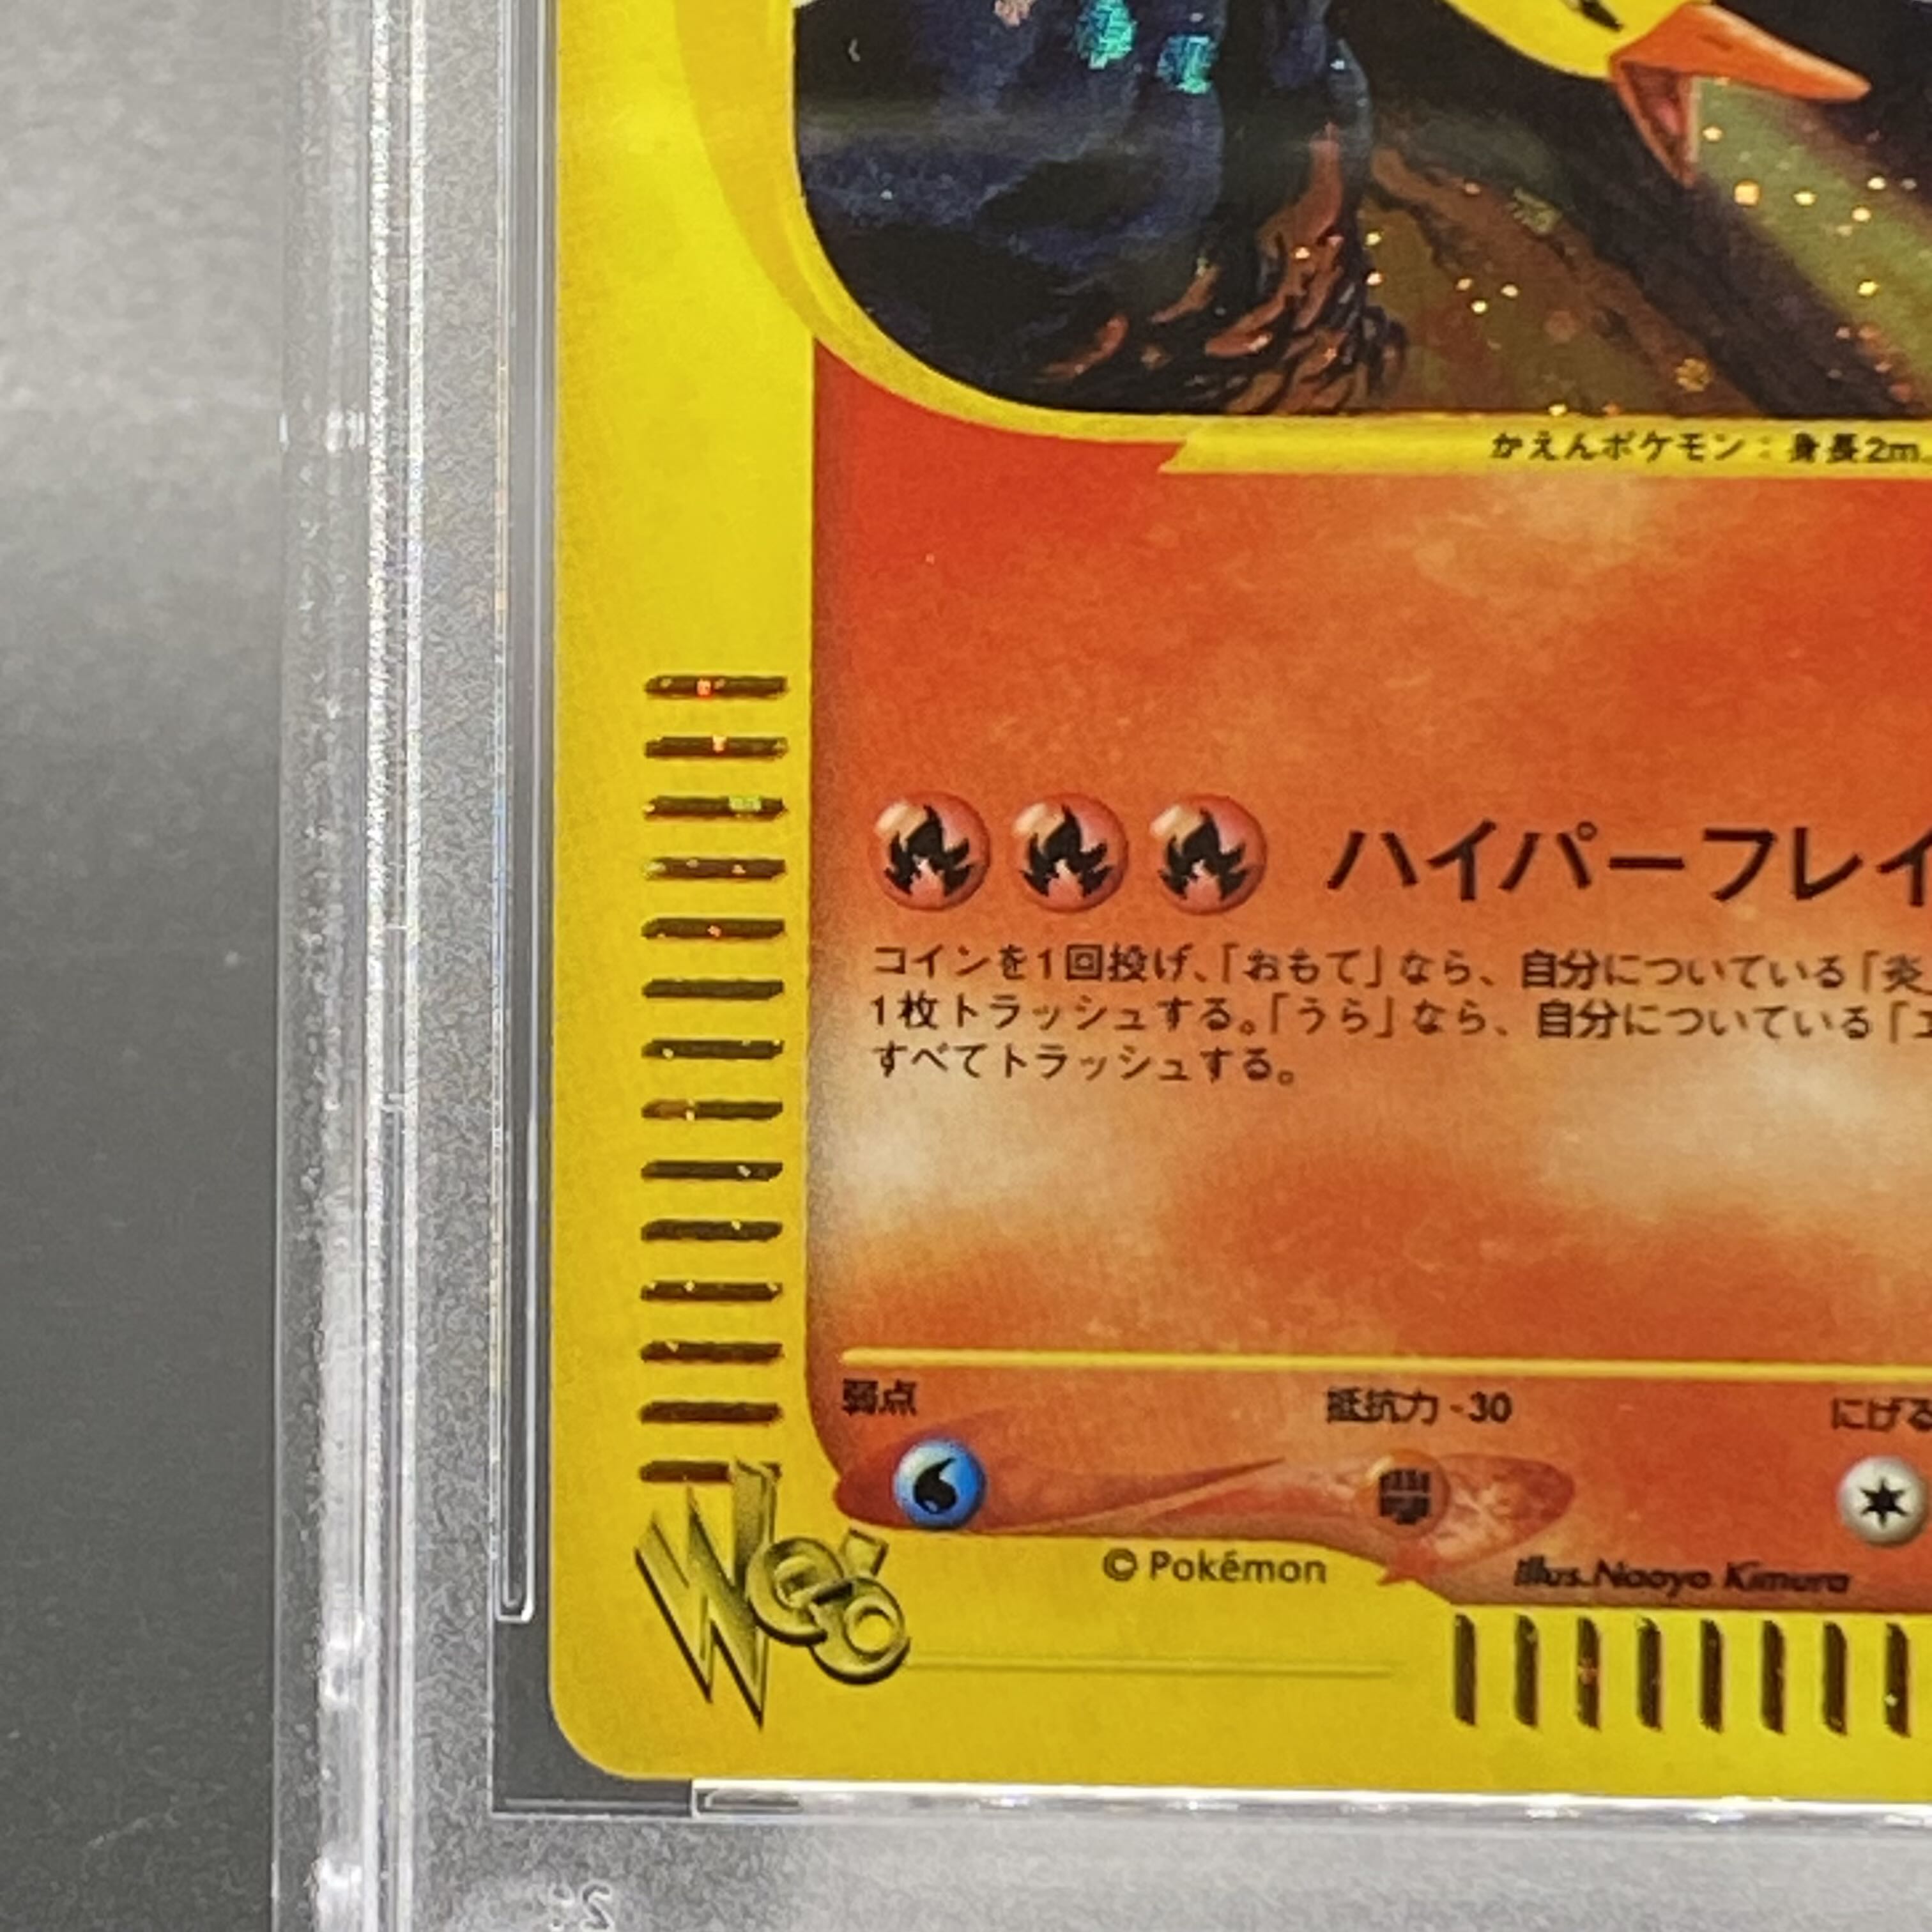 かえんポケモン：身長2m.
ハイパーフレイ
コインを1回投げ、「おもて」なら、自分についている「炎」
1枚トラッシュする。「うら」なら、自分についている「エ
すべてトラッシュする。
弱点
抵抗力 -30
にげる
© Pokémon
Illus. Naoyo Kimura
Web